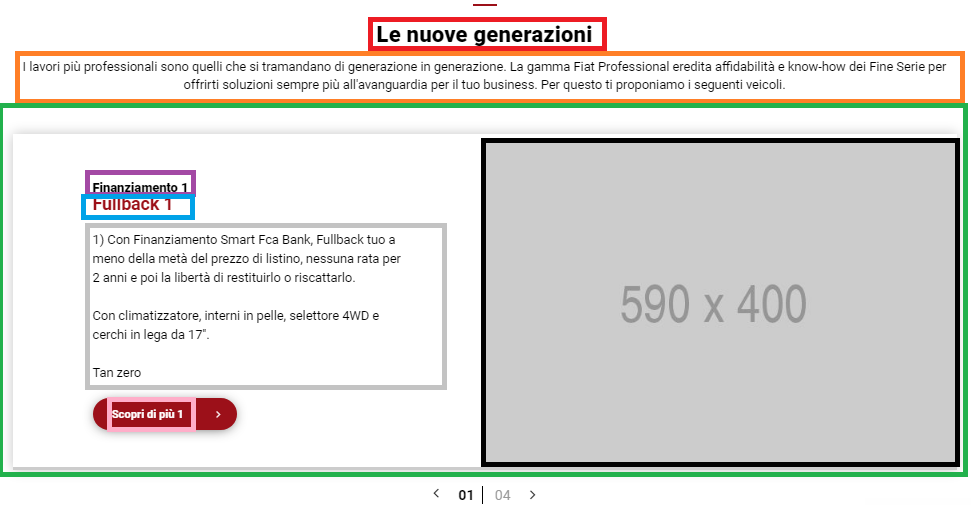 Le nuove generazioni
I lavori più professionali sono quelli che si tramandano di generazione in generazione. La gamma Fiat Professional eredita affidabilità e know-how dei Fine Serie per
offrirti soluzioni sempre più all'avanguardia per il tuo business. Per questo ti proponiamo i seguenti veicoli.
Finanziamento 1
Fullback 1
1) Con Finanziamento Smart Fca Bank, Fullback tuo a
meno della metà del prezzo di listino, nessuna rata per
2 anni e poi la libertà di restituirlo o riscattarlo.
Con climatizzatore, interni in pelle, selettore 4WD e
cerchi in lega da 17".
Tan zero
Scopri di più 1
590 x 400
01 04